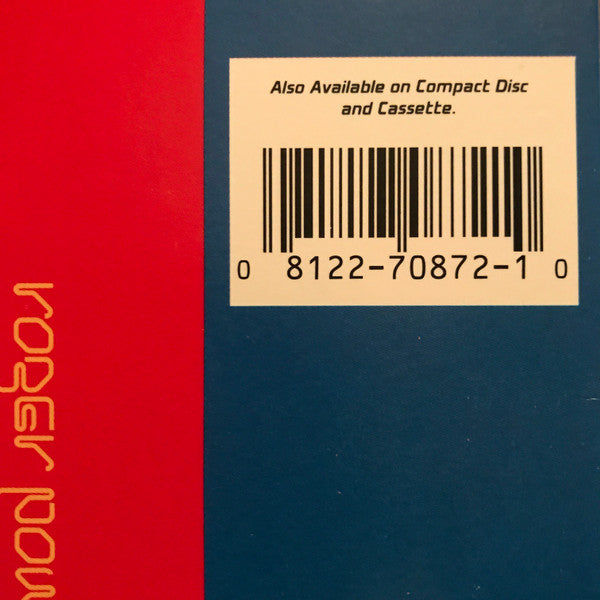 Also Available on Compact Disc
and Cassette.
0 8122-70872-1 0
roger